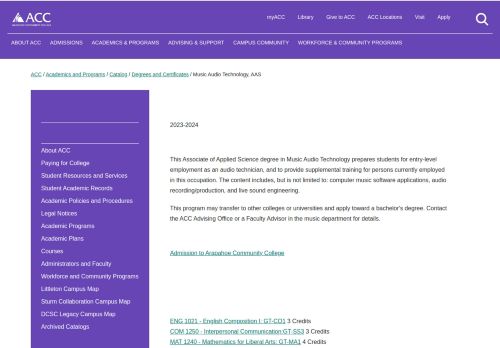 ACC
myACC Library Give to ACC ACC Locations Visit Apply
ABOUT ACC ADMISSIONS ACADEMICS & PROGRAMS ADVISING & SUPPORT CAMPUS COMMUNITY WORKFORCE & COMMUNITY PROGRAMS
ACC / Academics and Programs / Catalog / Degrees and Certificates / Music Audio Technology, AAS
About ACC
Paying for College
Student Resources and Services
Student Academic Records
Academic Policies and Procedures
Legal Notices
Academic Programs
Academic Plans
Courses
Administrators and Faculty
Workforce and Community Programs
Littleton Campus Map
Sturm Collaboration Campus Map
DCSC Legacy Campus Map
Archived Catalogs
2023-2024
This Associate of Applied Science degree in Music Audio Technology prepares students for entry-level
employment as an audio technician, and to provide supplemental training for persons currently employed
in this occupation. The content includes, but is not limited to: computer music software applications, audio
recording/production, and live sound engineering.
This program may transfer to other colleges or universities and apply toward a bachelor's degree. Contact
the ACC Advising Office or a Faculty Advisor in the music department for details.
Admission to Arapahoe Community College
ENG 1021 - English Composition I: GT-CO1 3 Credits
COM 1250 - Interpersonal Communication:GT-SS3 3 Credits
MAT 1240 - Mathematics for Liberal Arts: GT-MA1 4 Credits